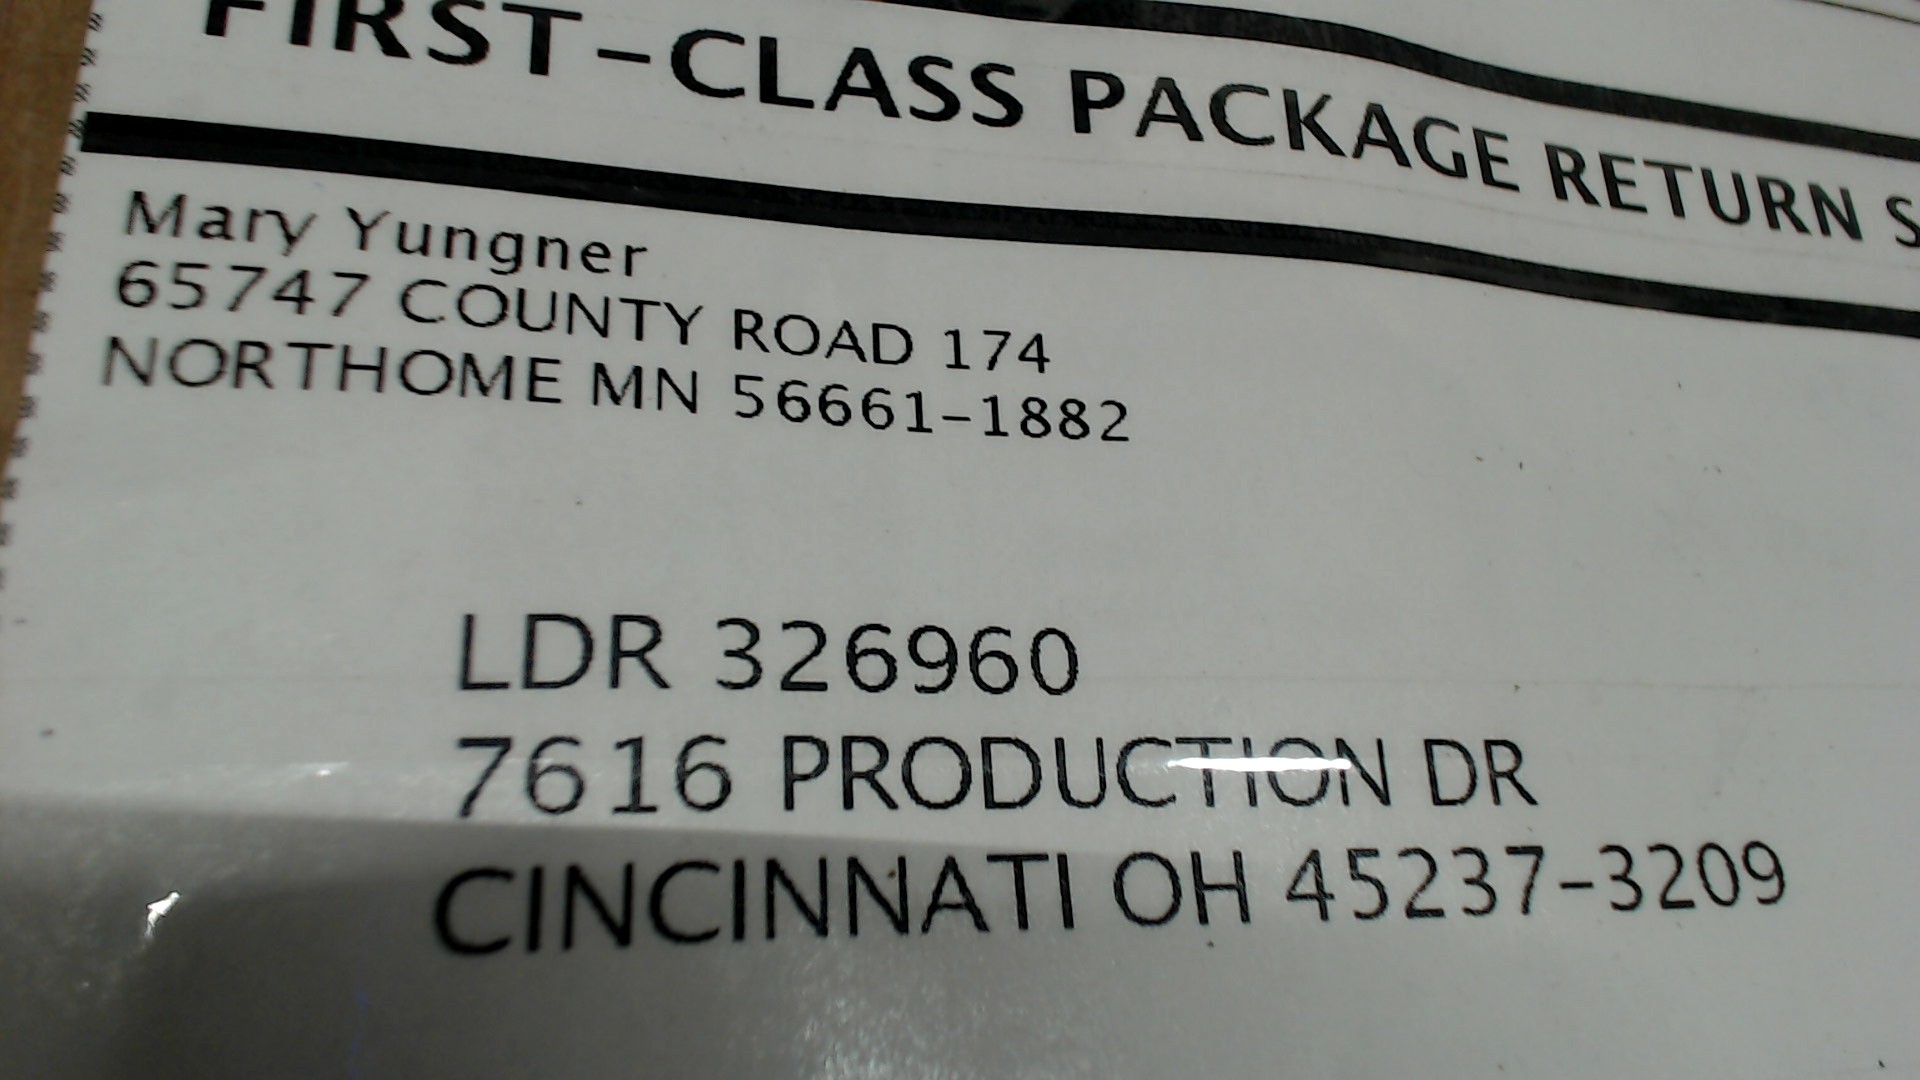 FIRST-CLASS PACKAGE RETURN S
Mary Yungner
65747 COUNTY ROAD 174
NORTHOME MN 56661-1882
LDR 326960
7616 PRODUCTION DR
CINCINNATI OH 45237-3209